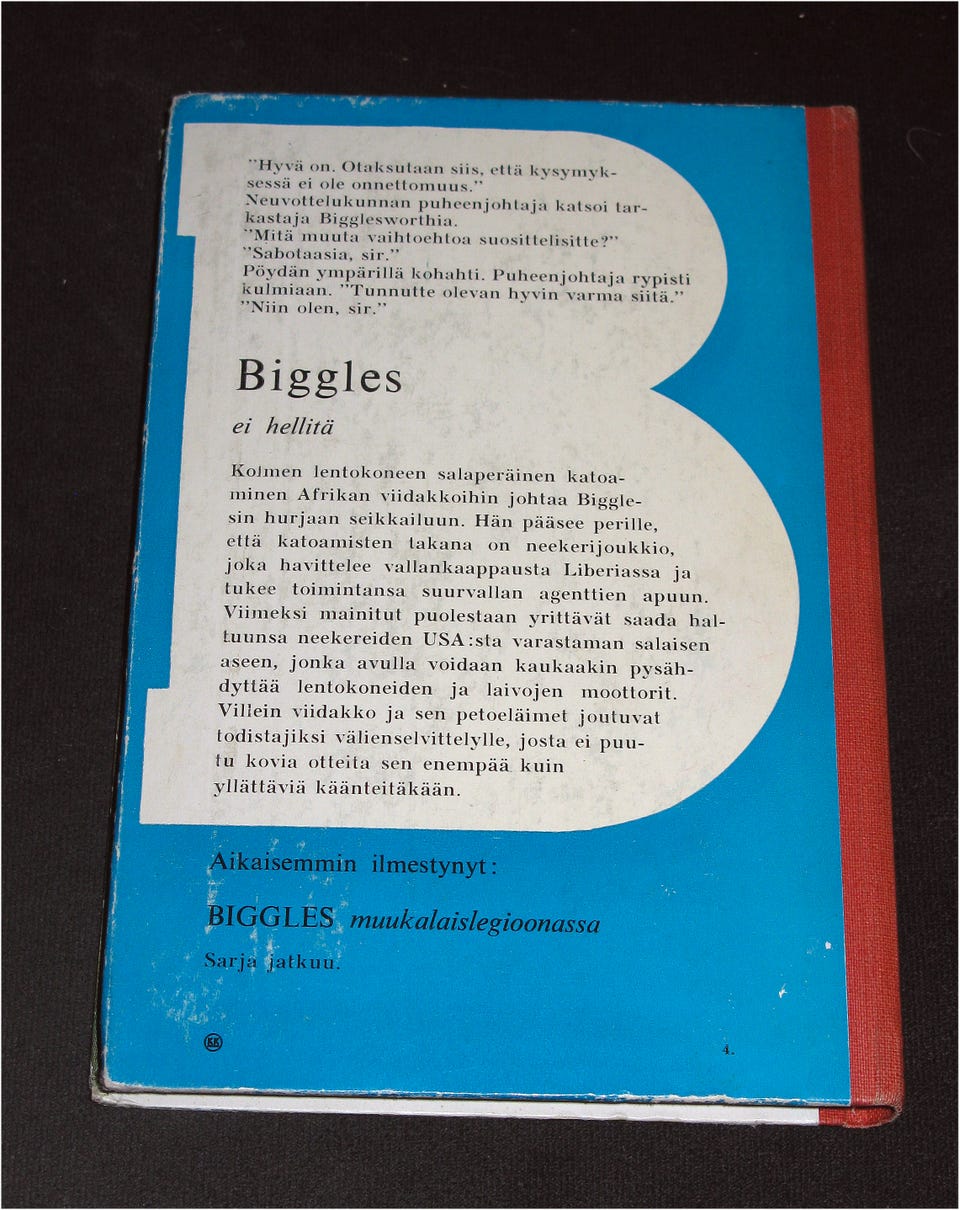 "Hyvä on. Otaksutaan siis, että kysymyk-
sessä ei ole onnettomuus."
Neuvottelukunnan puheenjohtaja katsoi tar-
kastaja Bigglesworthia.
"Mitä muuta vaihtoehtoa suosittelisitte?"
"Sabotaasia, sir."
Pöydän ympärillä kohahti. Puheenjohtaja rypisti
kulmiaan. "Tunnutte olevan hyvin varma siitä."
"Niin olen, sir."
Biggles
ei hellitä
Kolmen lentokoneen salaperäinen katoa-
minen Afrikan viidakkoihin johtaa Biggle-
sin hurjaan seikkailuun. Hän pääsee perille,
että katoamisten takana on neekerijoukkio,
joka havittelee vallankaappausta Liberiassa ja
tukee toimintansa suurvallan agenttien apuun.
Viimeksi mainitut puolestaan yrittävät saada hal-
tuunsa neekereiden USA:sta varastaman salaisen
aseen, jonka avulla voidaan kaukaakin pysäh-
dyttää lentokoneiden ja laivojen moottorit.
Villein viidakko ja sen petoeläimet joutuvat
todistajiksi välienselvittelylle, josta ei puu-
tu kovia otteita sen enempää kuin
yllättäviä käänteitäkään.
Aikaisemmin ilmestynyt:
BIGGLES muukalaislegioonassa
Sarja jatkuu.
KK
4.